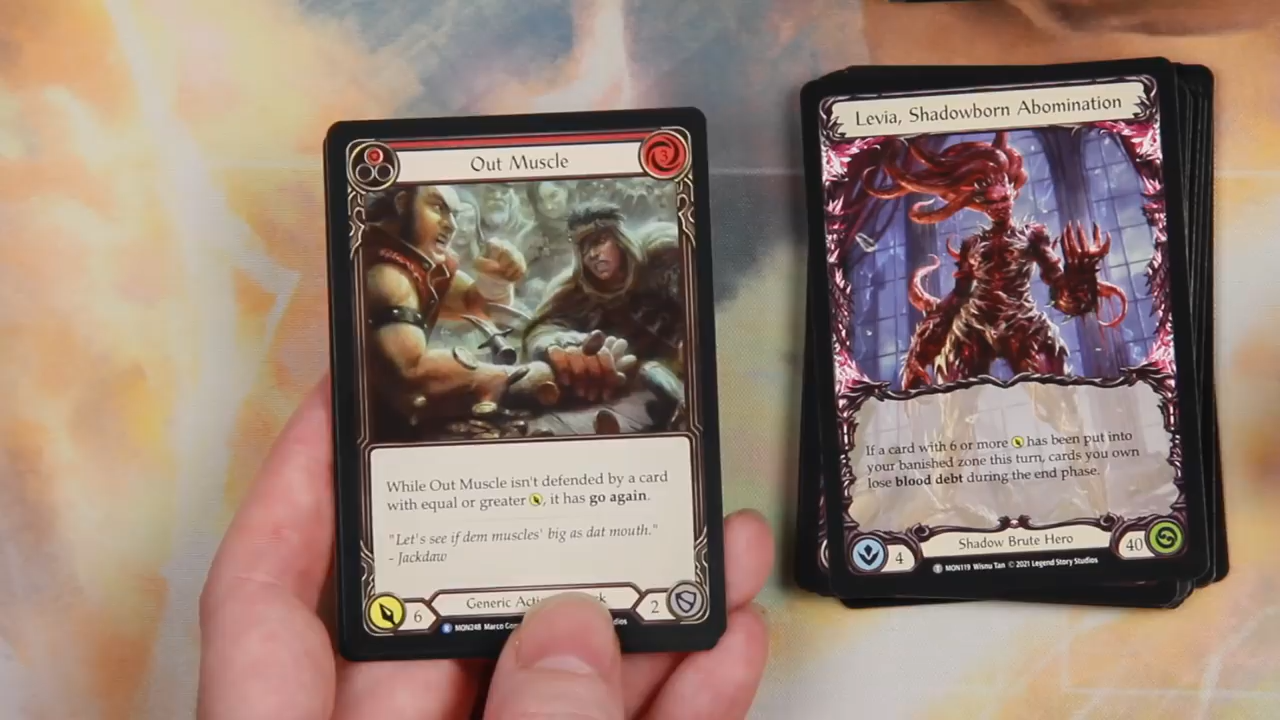 Out Muscle
3
While Out Muscle isn't defended by a card
with equal or greater , it has go again.
"Let's see if dem muscles' big as dat mouth."
- Jackdaw
6
Generic
2
MON248 Marco
Levia, Shadowborn Abomination
If a card with 6 or more has been put into
your banished zone this turn, cards you own
lose blood debt during the end phase.
4
Shadow Brute Hero
40
T MON119 Wisnu Tan © 2021 Legend Story Studios